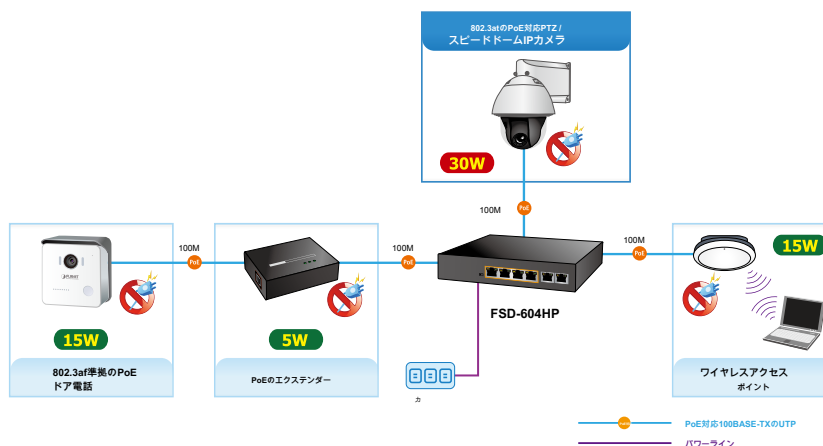 802.3atのPoE対応PTZ /
スピードドームIPカメラ
30W
100M
PoE
100M
PoE
100M
PoE
100M
PoE
15W
15W
5W
FSD-604HP
802.3af準拠のPoE
ドア電話
PoEのエクステンダー
カ
ワイヤレスアクセス
ポイント
PoE対応100BASE-TXのUTP
パワーライン